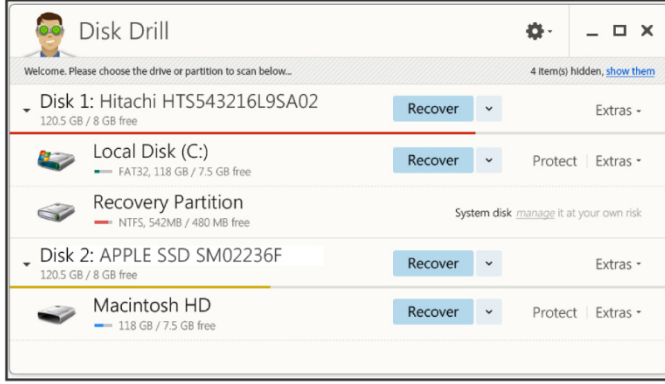 Disk Drill
Welcome. Please choose the drive or partition to scan below...
4 item(s) hidden, show them
Disk 1: Hitachi HTS543216L9SA02
120.5 GB / 8 GB free
Recover
Extras
Local Disk (C:)
FAT32, 118 GB / 7.5 GB free
Recover
Protect | Extras
Recovery Partition
NTFS, 542MB / 480 MB free
System disk manage it at your own risk
Disk 2: APPLE SSD SM02236F
120.5 GB / 8 GB free
Recover
Extras
Macintosh HD
118 GB / 7.5 GB free
Recover
Protect | Extras